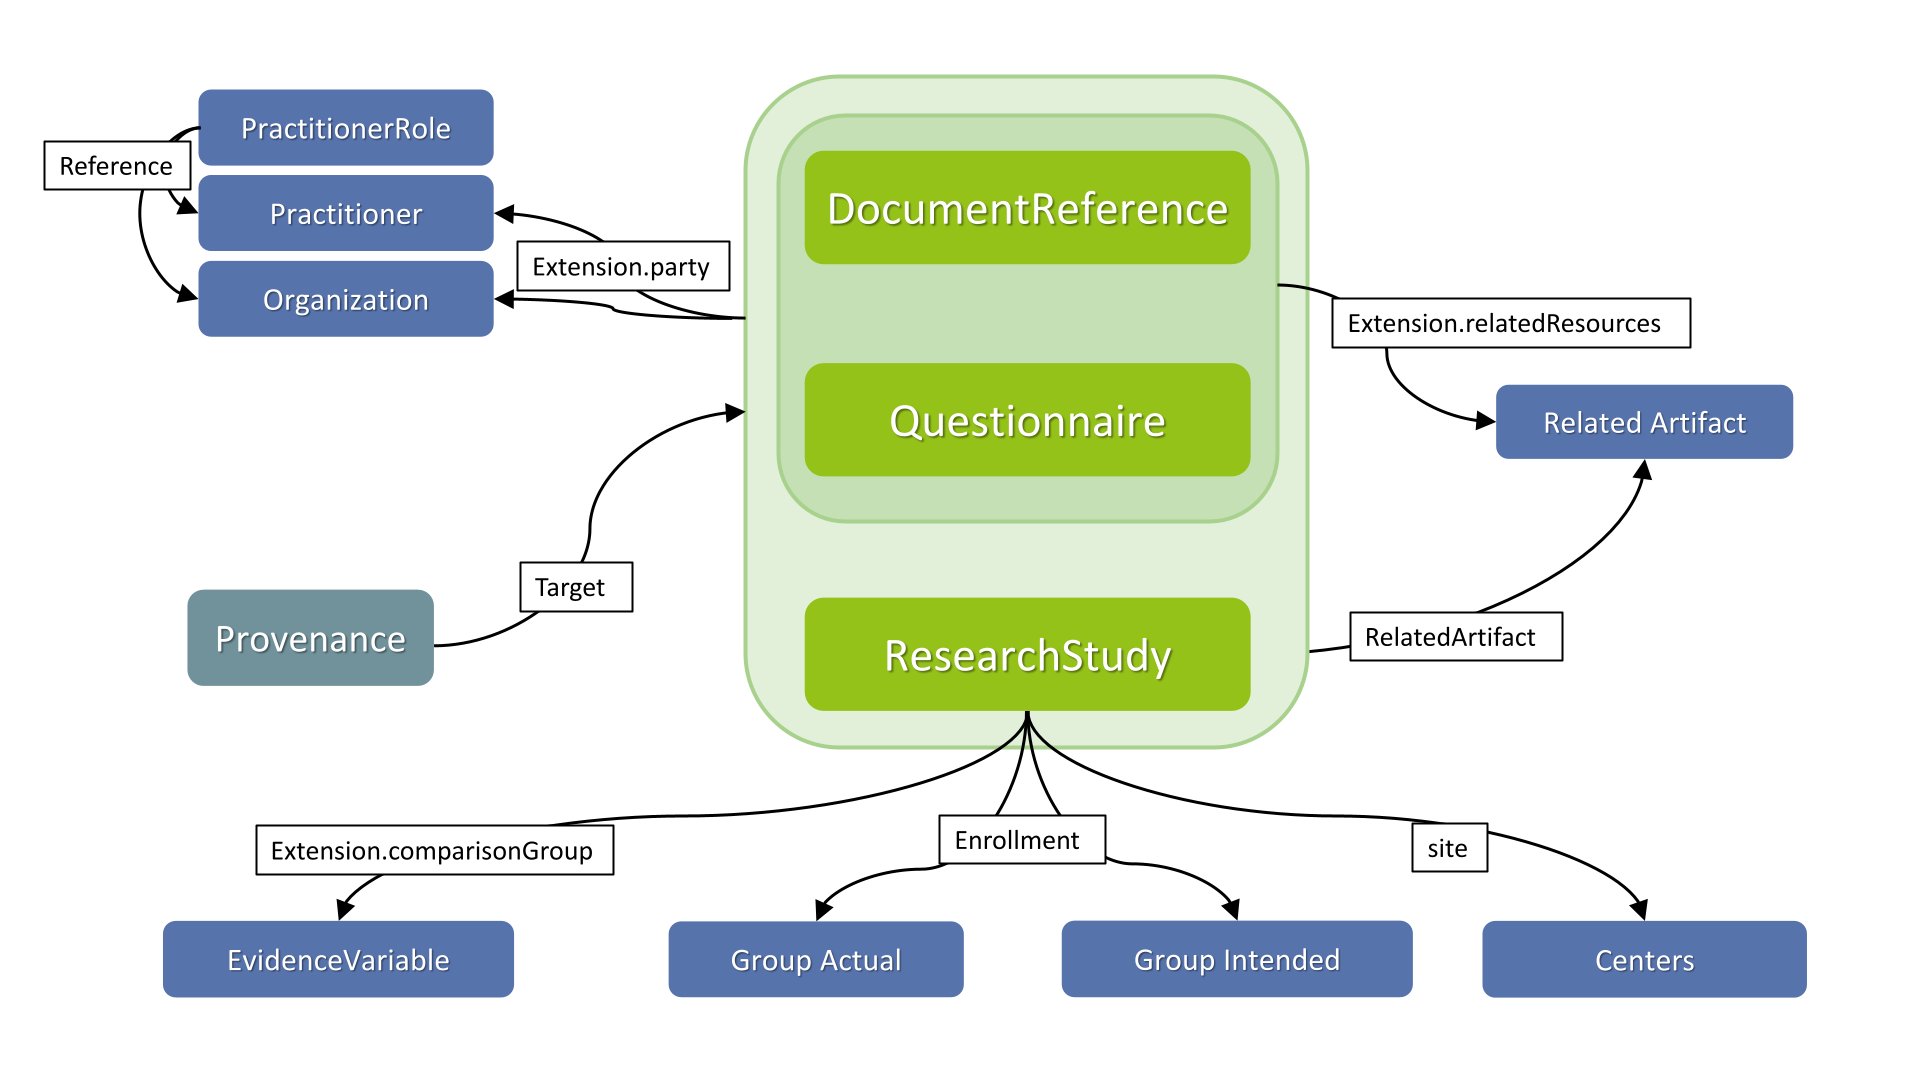 PractitionerRole
Reference
Practitioner
Organization
Extension.party
DocumentReference
Questionnaire
ResearchStudy
Extension.relatedResources
Related Artifact
RelatedArtifact
Target
Provenance
Extension.comparisonGroup
Enrollment
site
EvidenceVariable
Group Actual
Group Intended
Centers